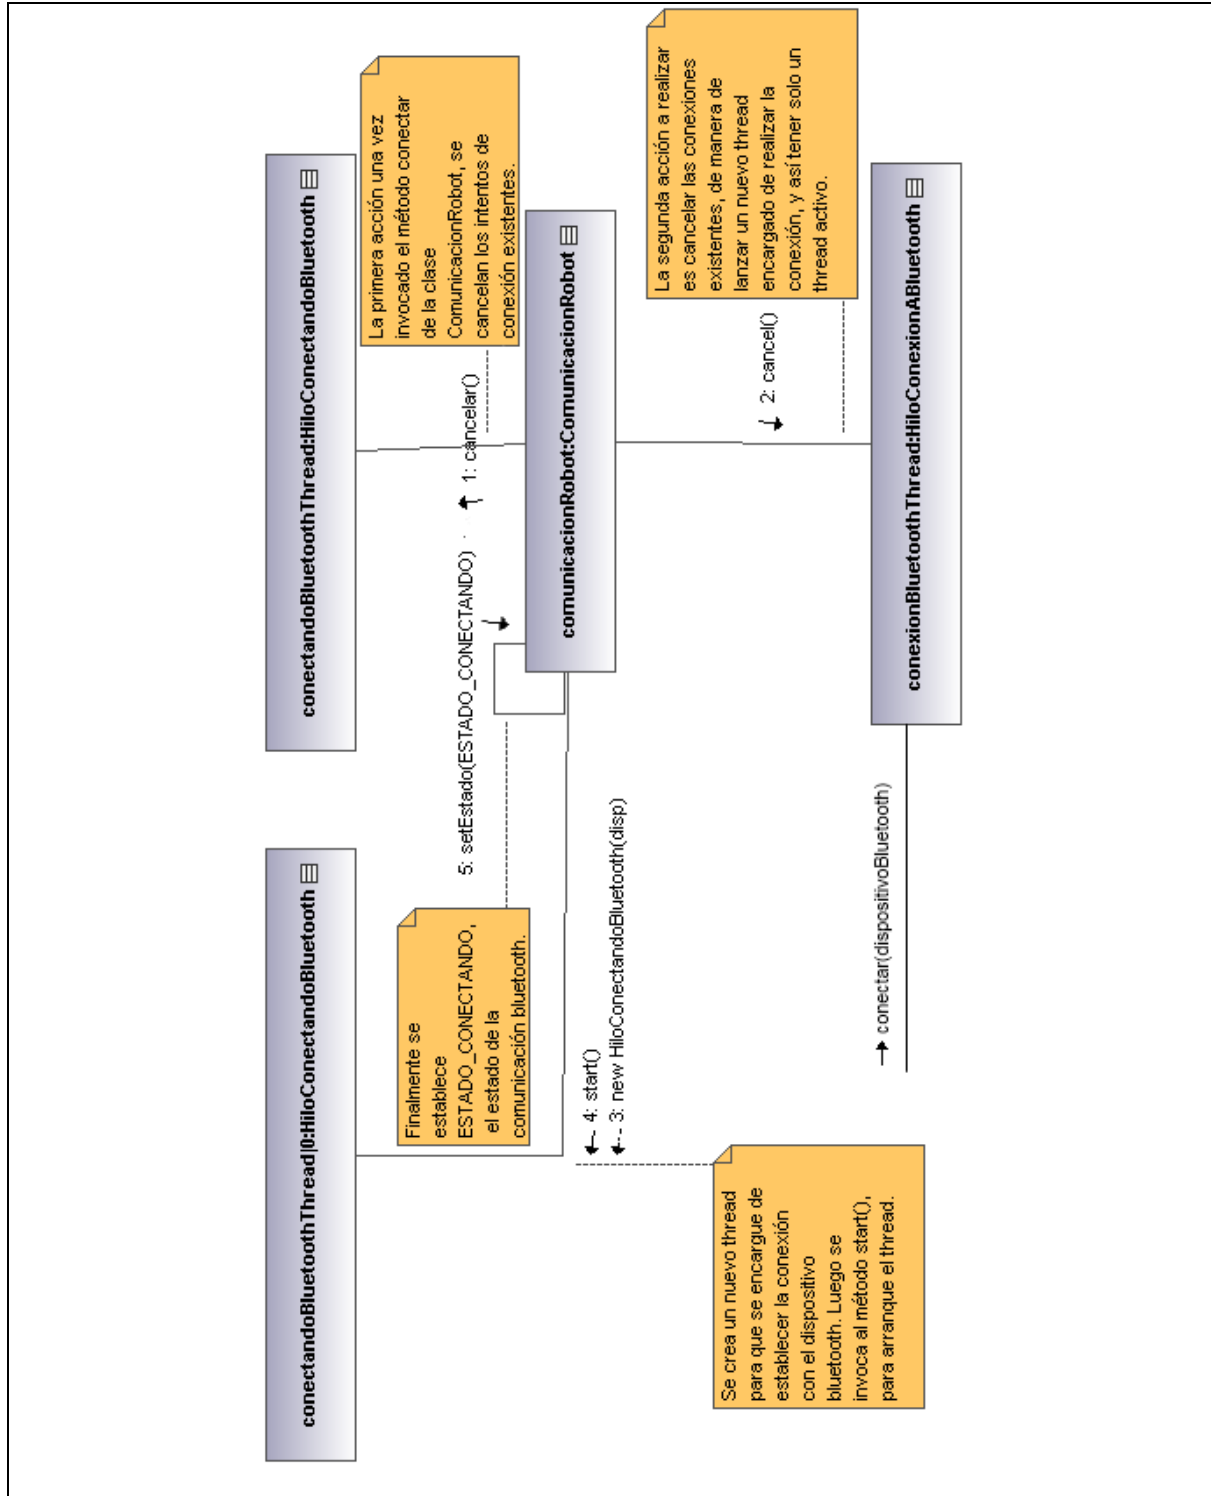 conectandoBluetoothThread|0:HiloConectandoBluetooth
conectandoBluetoothThread:HiloConectandoBluetooth
La primera acción una vez
invocado el método conectar
de la clase
ComunicacionRobot, se
cancelan los intentos de
conexión existentes.
Finalmente se
establece
ESTADO_CONECTANDO,
el estado de la
comunicación bluetooth.
5: setEstado(ESTADO_CONECTANDO)
1: cancelar()
comunicacionRobot:ComunicacionRobot
4: start()
3: new HiloConectandoBluetooth(disp)
La segunda acción a realizar
es cancelar las conexiones
existentes, de manera de
lanzar un nuevo thread
encargado de realizar la
conexión, y así tener solo un
thread activo.
2: cancel()
Se crea un nuevo thread
para que se encargue de
establecer la conexión
con el dispositivo
bluetooth. Luego se
invoca al método start(),
para arranque el thread.
conectar(dispositivoBluetooth)
conexionBluetoothThread:HiloConexionABluetooth